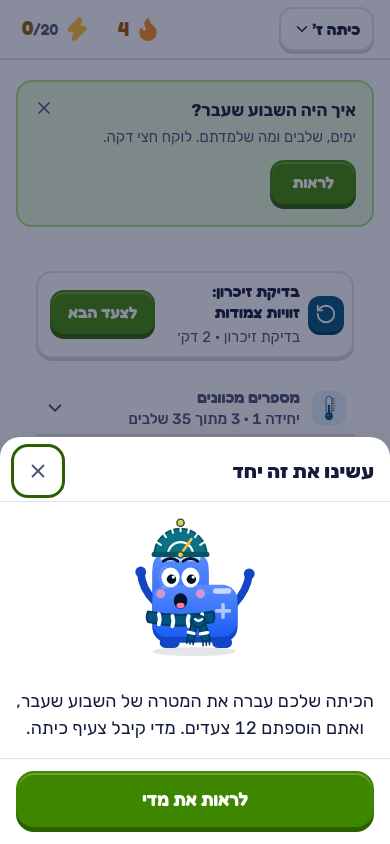 כיתה ז'
4
0/20
איך היה השבוע שעבר?
ימים, שלבים ומה שלמדתם. לוקח חצי דקה.
לראות
בדיקת זיכרון:
זוויות צמודות
בדיקת זיכרון • 2 דק׳
לצעד הבא
מספרים מכוונים
יחידה 1 • 3 מתוך 35 שלבים
עשינו את זה יחד
הכיתה שלכם עברה את המטרה של השבוע שעבר,
ואתם הוספתם 12 צעדים. מדי קיבל צעיף כיתה.
לראות את מדי